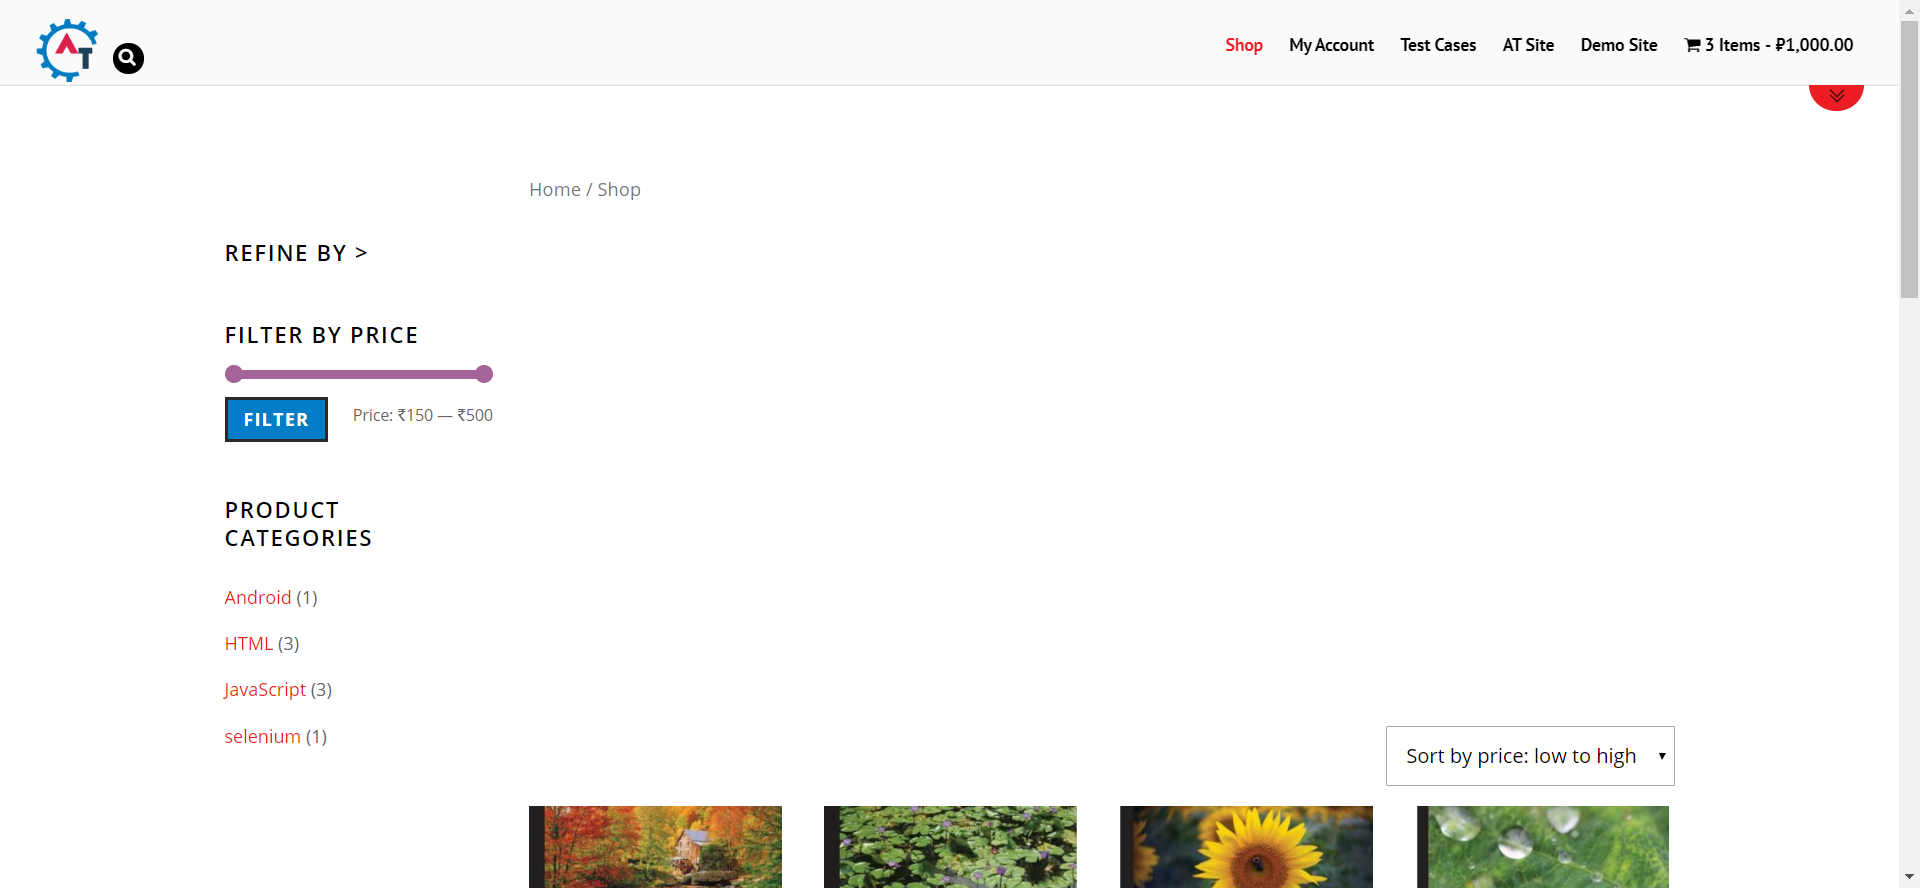 AT
Shop My Account Test Cases AT Site Demo Site 3 Items - ₽1,000.00
Home / Shop
REFINE BY >
FILTER BY PRICE
FILTER Price: ₹150 — ₹500
PRODUCT
CATEGORIES
Android (1)
HTML (3)
JavaScript (3)
selenium (1)
Sort by price: low to high